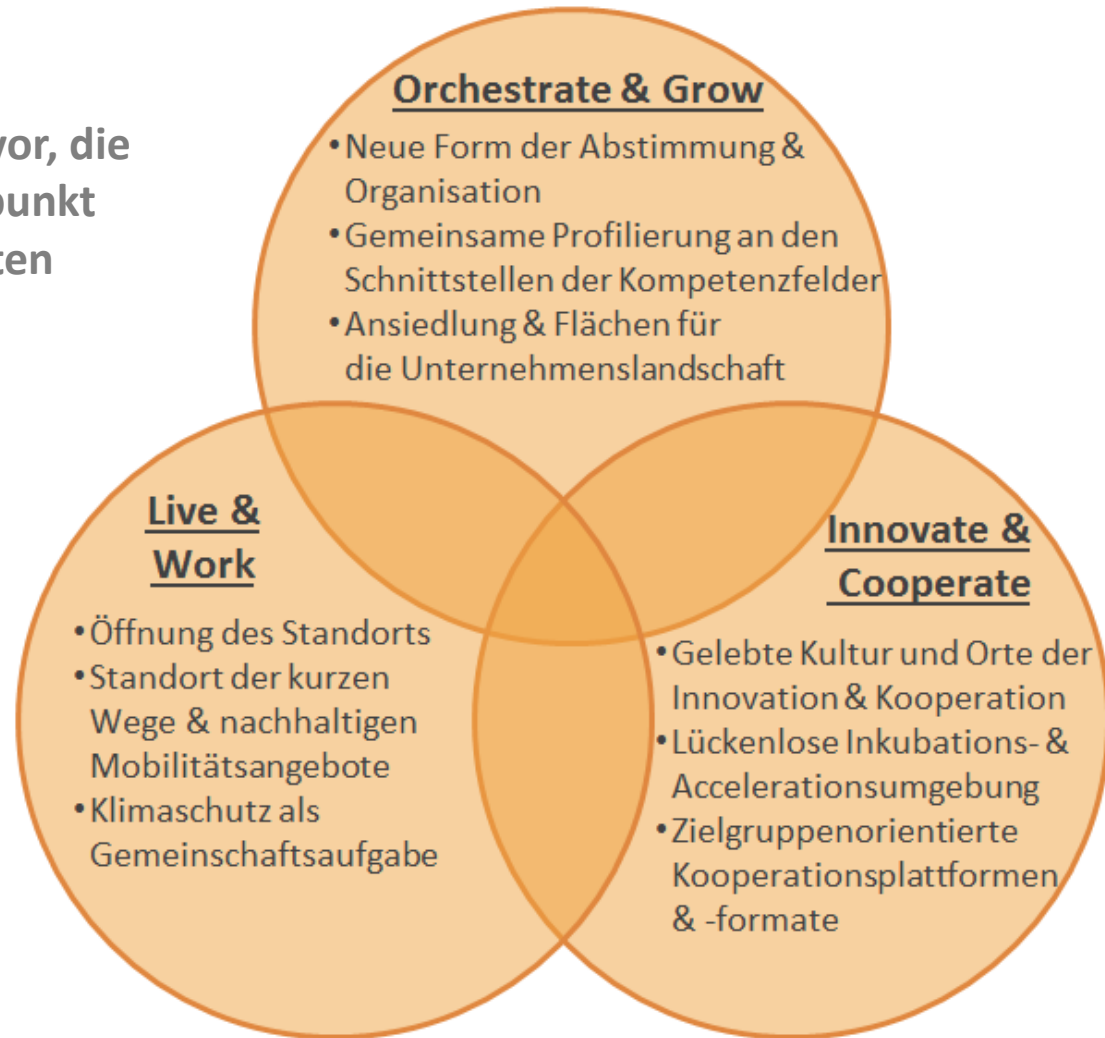 vor, die
punkt
ten
Orchestrate & Grow
•Neue Form der Abstimmung &
Organisation
•Gemeinsame Profilierung an den
Schnittstellen der Kompetenzfelder
•Ansiedlung & Flächen für
die Unternehmenslandschaft
Live &
Work
•Öffnung des Standorts
•Standort der kurzen
Wege & nachhaltigen
Mobilitätsangebote
•Klimaschutz als
Gemeinschaftsaufgabe
Innovate &
Cooperate
•Gelebte Kultur und Orte der
Innovation & Kooperation
•Lückenlose Inkubations- &
Accelerationsumgebung
•Zielgruppenorientierte
Kooperationsplattformen
& -formate